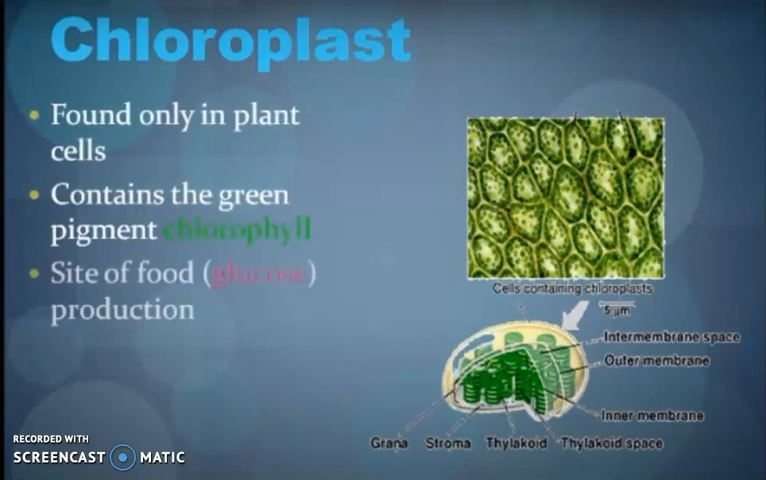 Chloroplast
Found only in plant
cells
Contains the green
pigment chlorophyll
Site of food (glucose)
production
Cells containing chloroplasts
5 μm
Intermembrane space
Outer membrane
Inner membrane
Grana Stroma Thylakoid Thylakoid space
RECORDED WITH
SCREENCAST MATIC